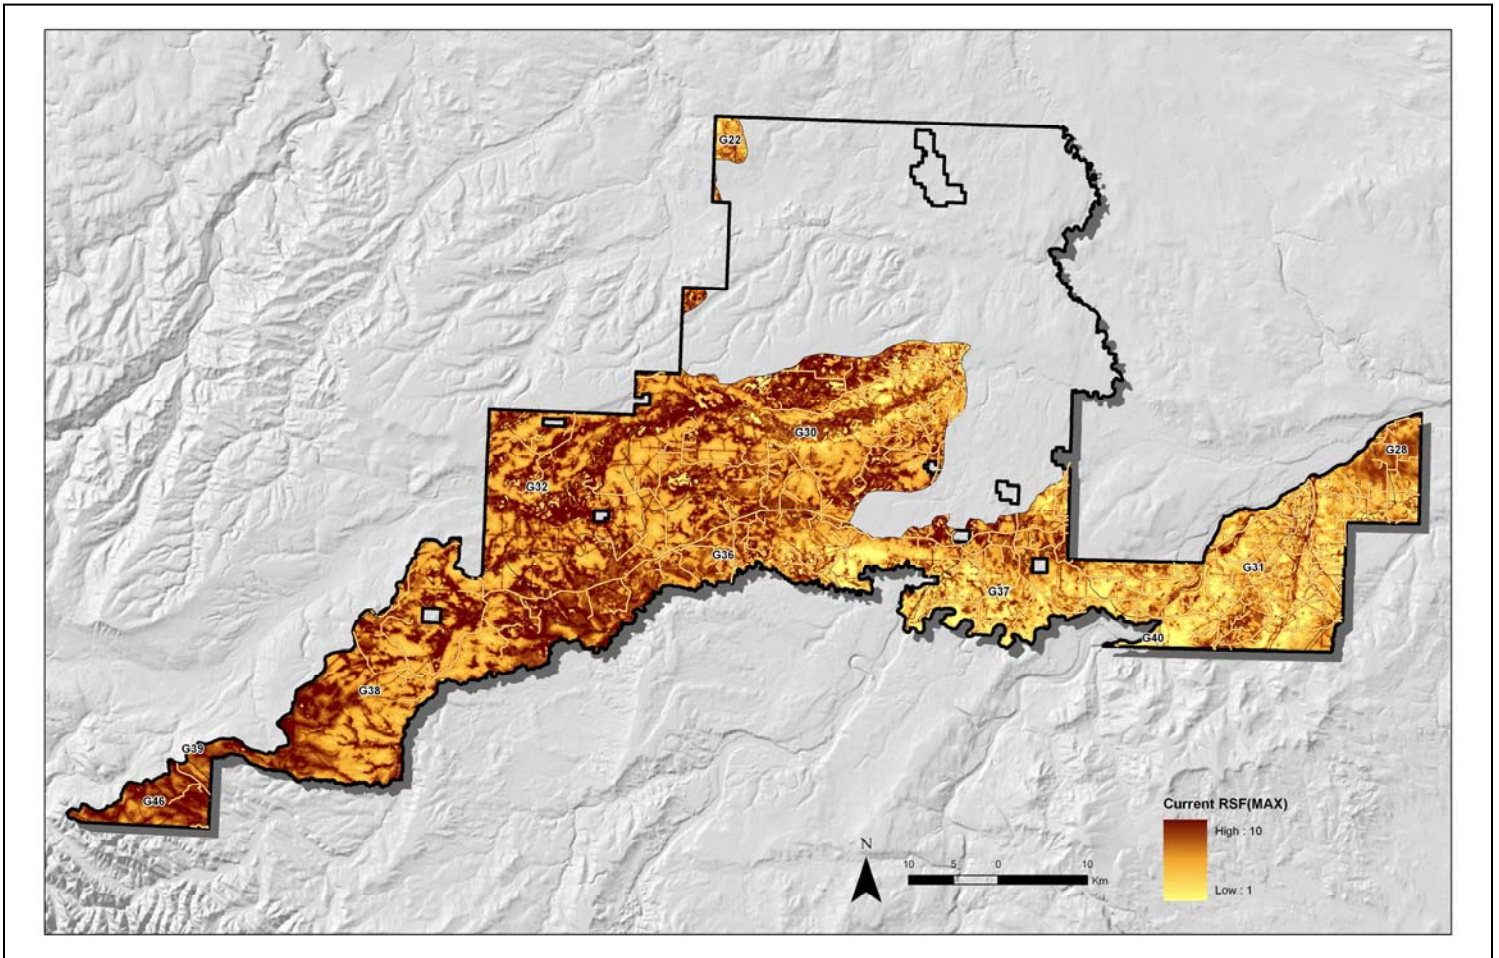 G22
G28
G30
G32
G36
G31
G37
G40
G38
G39
G46
Current RSF(MAX)
High : 10
Low : 1
N
10 5 0 10
Km